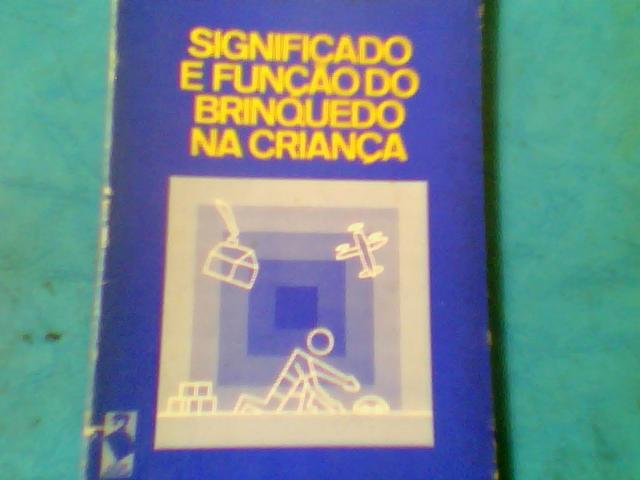 SIGNIFICADO
E FUNÇÃO DO
BRINQUEDO
NA CRIANÇA